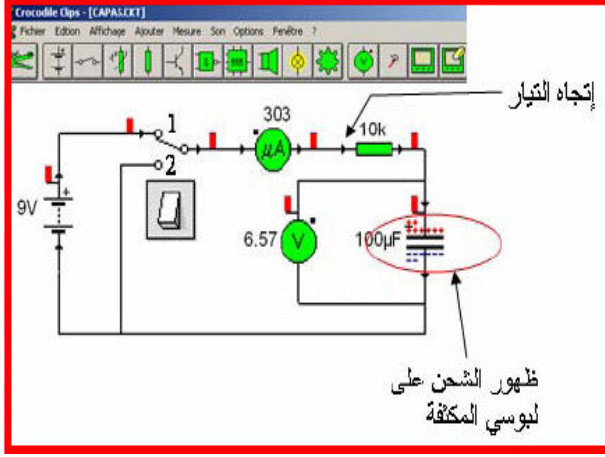 Crocodile Clips - [CAPA3.CKT]
Fichier Edition Affichage Ajouter Mesure Son Options Fenêtre ?
إتجاه التيار
303
10k
1
µA
2
9V
6.57
V
100µF
ظهور الشحن على
لبوسي المكثفة